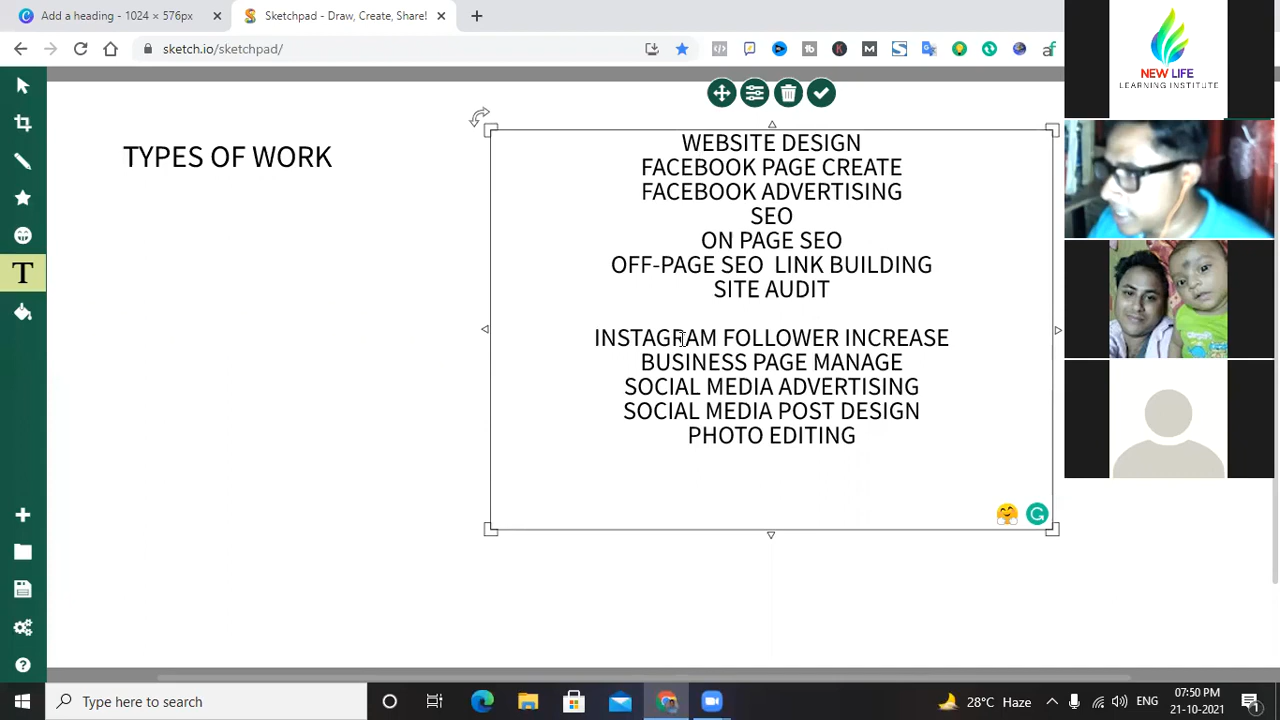 Add a heading - 1024 × 576px
Sketchpad - Draw, Create, Share!
sketch.io/sketchpad/
NEW LIFE
LEARNING INSTITUTE
TYPES OF WORK
WEBSITE DESIGN
FACEBOOK PAGE CREATE
FACEBOOK ADVERTISING
SEO
ON PAGE SEO
OFF-PAGE SEO  LINK BUILDING
SITE AUDIT
INSTAGRAM FOLLOWER INCREASE
BUSINESS PAGE MANAGE
SOCIAL MEDIA ADVERTISING
SOCIAL MEDIA POST DESIGN
PHOTO EDITING
Type here to search
28°C Haze
ENG
07:50 PM
21-10-2021